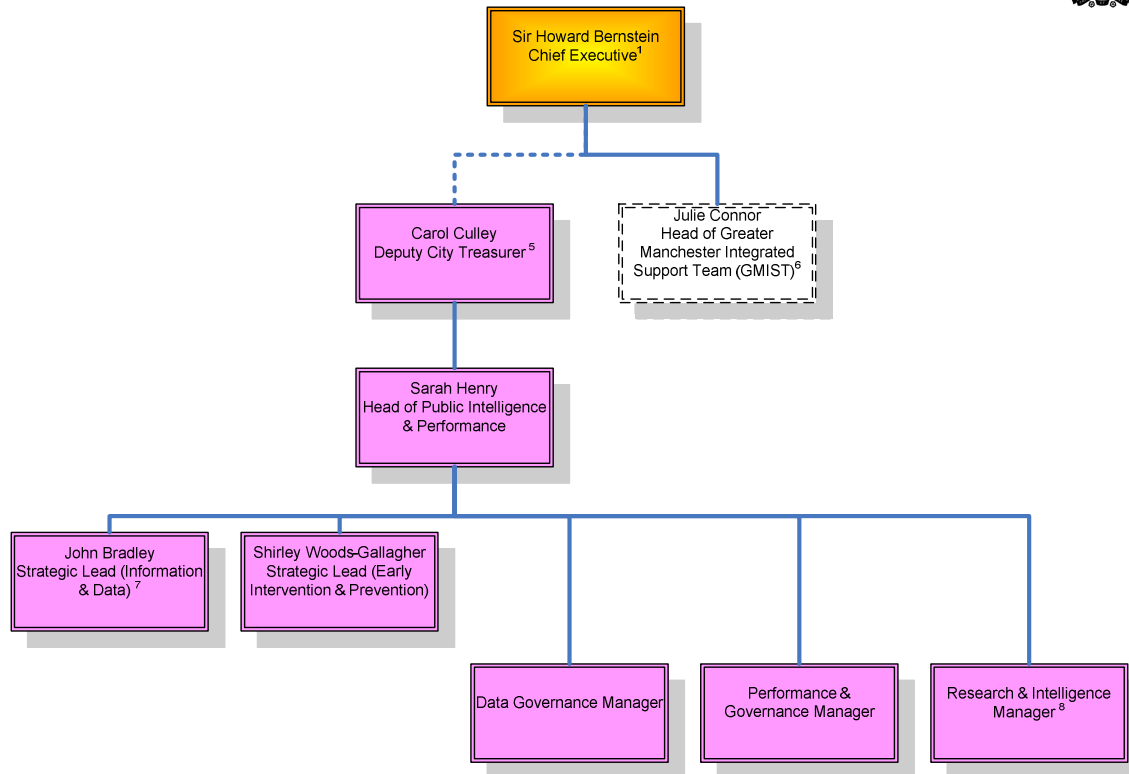 Sir Howard Bernstein
Chief Executive¹
Carol Culley
Deputy City Treasurer ⁵
Julie Connor
Head of Greater
Manchester Integrated
Support Team (GMIST)⁶
Sarah Henry
Head of Public Intelligence
& Performance
John Bradley
Strategic Lead (Information
& Data) ⁷
Shirley Woods-Gallagher
Strategic Lead (Early
Intervention & Prevention)
Data Governance Manager
Performance &
Governance Manager
Research & Intelligence
Manager ⁸